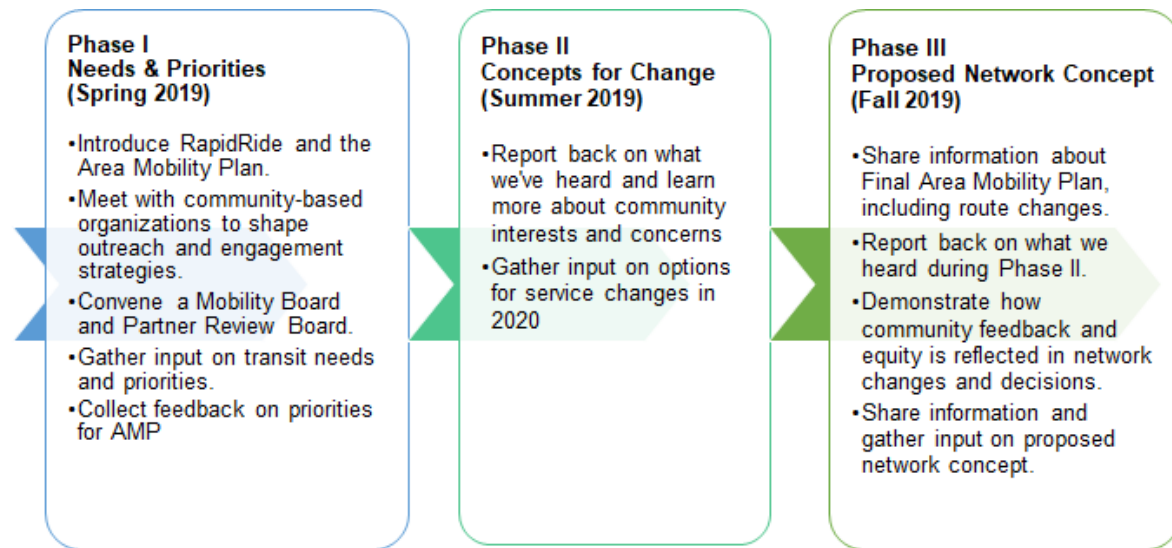 Phase I
Needs & Priorities
(Spring 2019)
•Introduce RapidRide and the
Area Mobility Plan.
•Meet with community-based
organizations to shape
outreach and engagement
strategies.
•Convene a Mobility Board
and Partner Review Board.
•Gather input on transit needs
and priorities.
•Collect feedback on priorities
for AMP
Phase II
Concepts for Change
(Summer 2019)
•Report back on what
we've heard and learn
more about community
interests and concerns
•Gather input on options
for service changes in
2020
Phase III
Proposed Network Concept
(Fall 2019)
•Share information about
Final Area Mobility Plan,
including route changes.
•Report back on what we
heard during Phase II.
•Demonstrate how
community feedback and
equity is reflected in network
changes and decisions.
•Share information and
gather input on proposed
network concept.